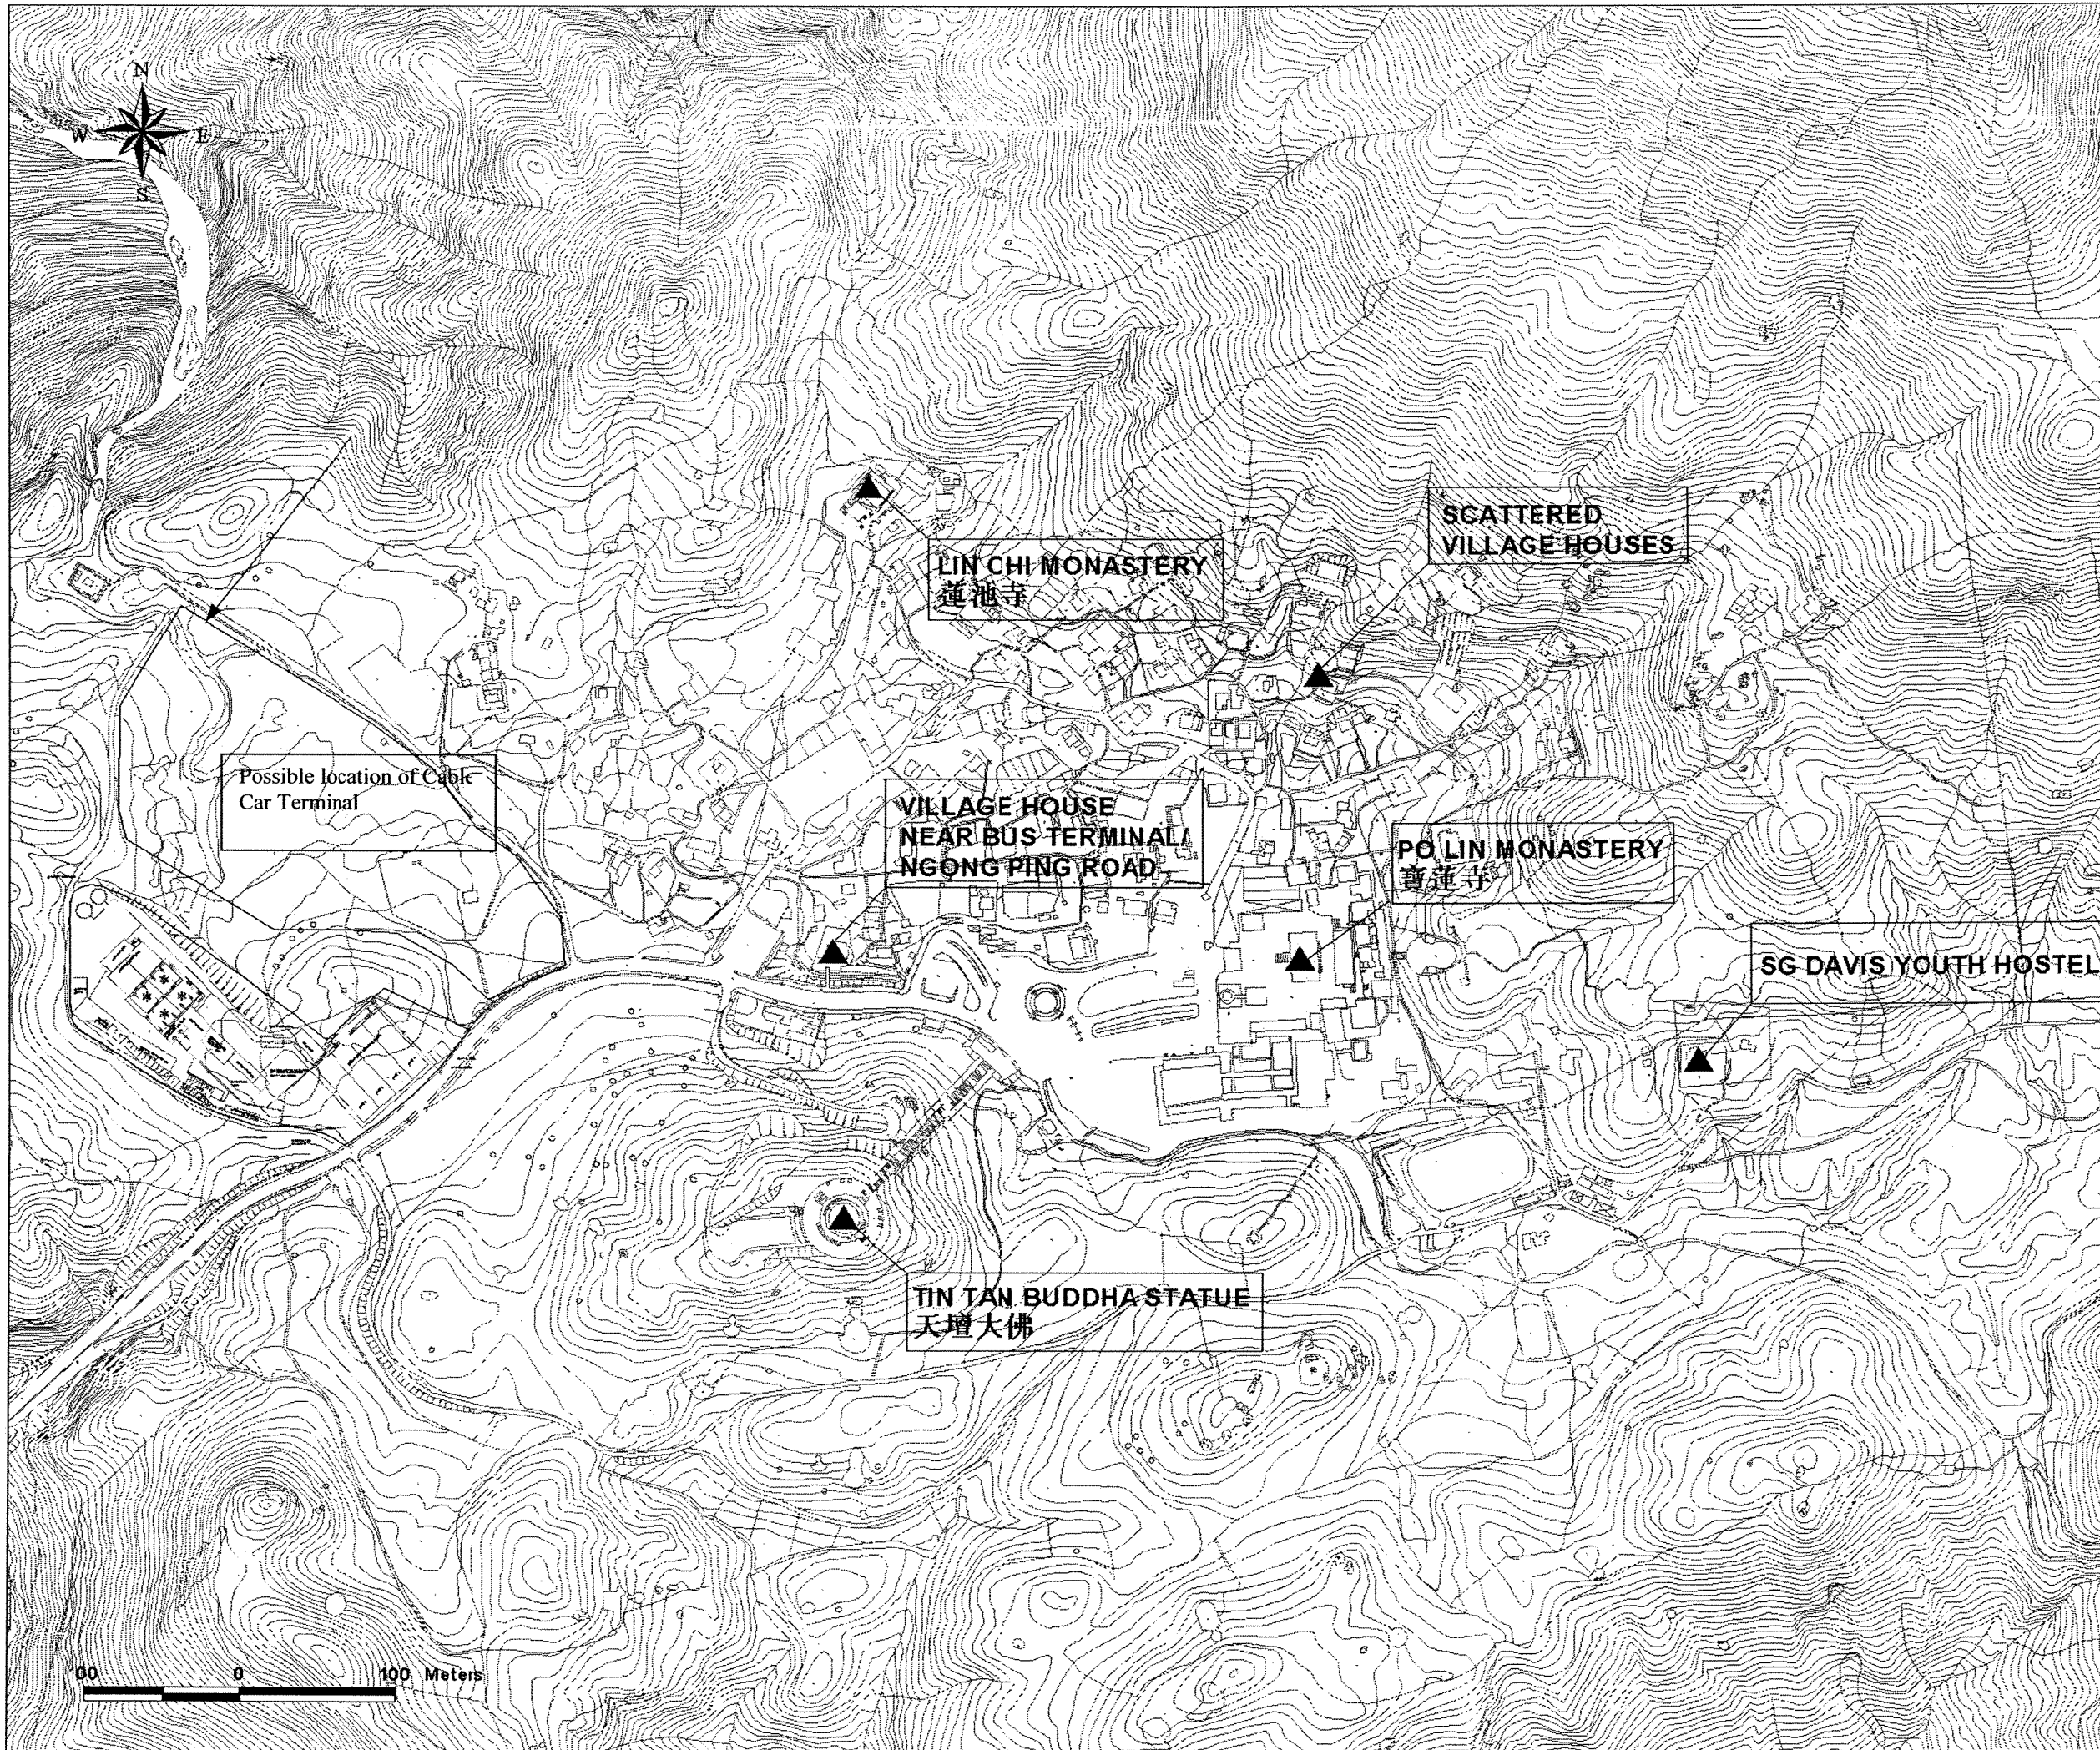 N
W
E
S
SCATTERED
VILLAGE HOUSES
LIN CHI MONASTERY
蓮池寺
Possible location of Cable
Car Terminal
VILLAGE HOUSE
NEAR BUS TERMINAL/
NGONG PING ROAD
PO LIN MONASTERY
寶蓮寺
SG DAVIS YOUTH HOSTEL
TIN TAN BUDDHA STATUE
天壇大佛
00 0 100 Meters